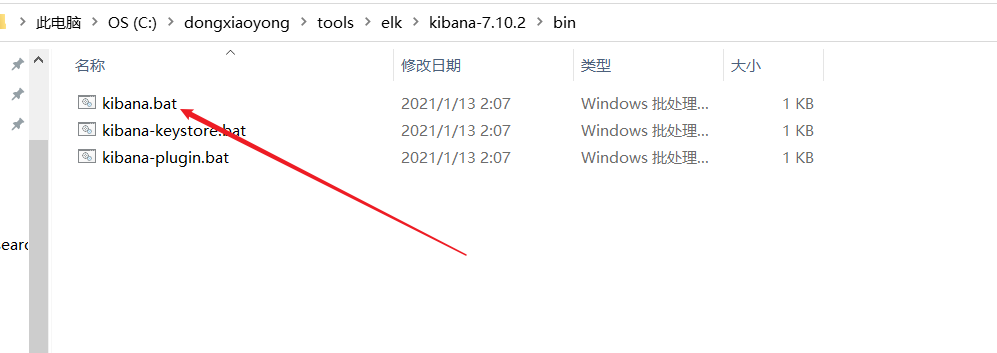 此电脑 > OS (C:) > dongxiaoyong > tools > elk > kibana-7.10.2 > bin
名称 修改日期 类型 大小
kibana.bat 2021/1/13 2:07 Windows 批处理... 1 KB
kibana-keystore.bat 2021/1/13 2:07 Windows 批处理... 1 KB
kibana-plugin.bat 2021/1/13 2:07 Windows 批处理... 1 KB